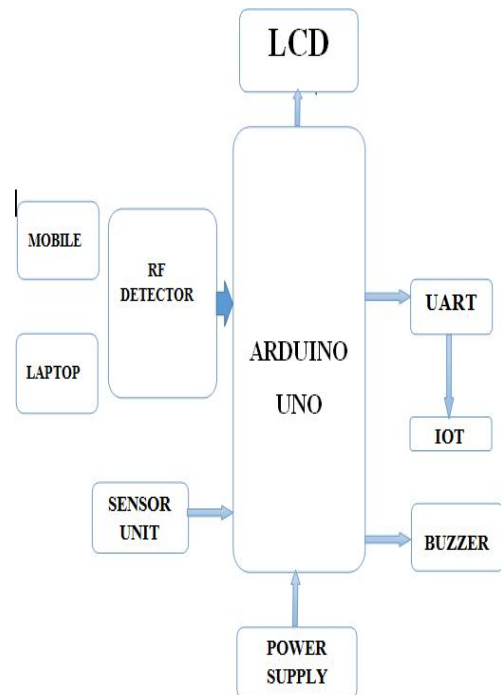 LCD
MOBILE
RF
DETECTOR
LAPTOP
ARDUINO
UNO
UART
IOT
SENSOR
UNIT
BUZZER
POWER
SUPPLY